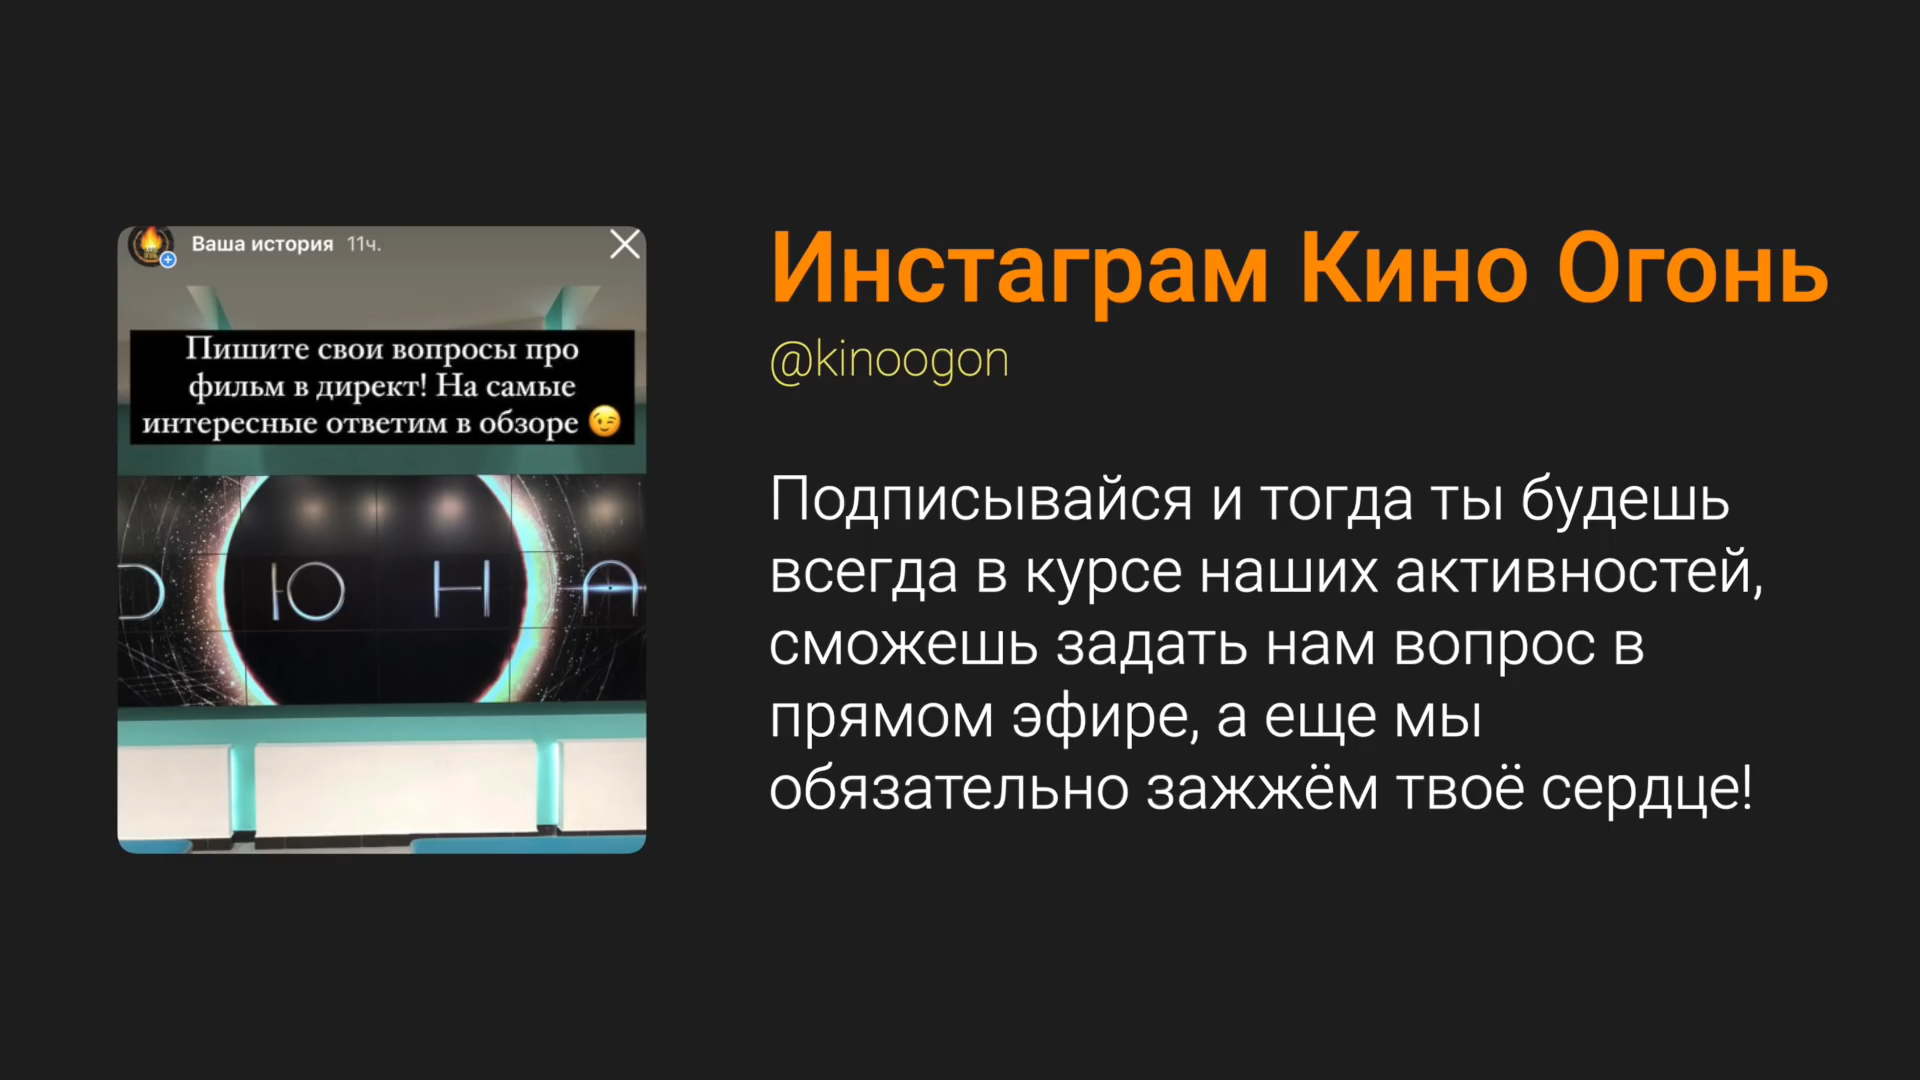 Ваша история 11ч.
Пишите свои вопросы про
фильм в директ! На самые
интересные ответим в обзоре 😉
ДЮНА
Инстаграм Кино Огонь
@kinoogon
Подписывайся и тогда ты будешь
всегда в курсе наших активностей,
сможешь задать нам вопрос в
прямом эфире, а еще мы
обязательно зажжём твоё сердце!